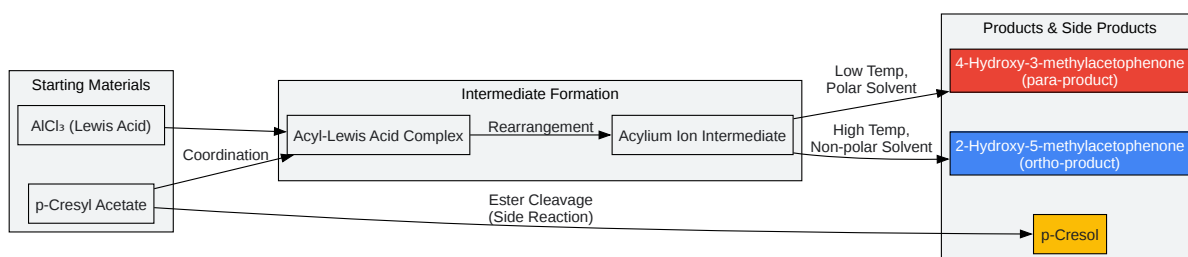 Starting Materials
AlCl₃ (Lewis Acid)
p-Cresyl Acetate
Coordination
Intermediate Formation
Acyl-Lewis Acid Complex
Rearrangement
Acylium Ion Intermediate
Ester Cleavage
(Side Reaction)
Low Temp,
Polar Solvent
High Temp,
Non-polar Solvent
Products & Side Products
4-Hydroxy-3-methylacetophenone
(para-product)
2-Hydroxy-5-methylacetophenone
(ortho-product)
p-Cresol